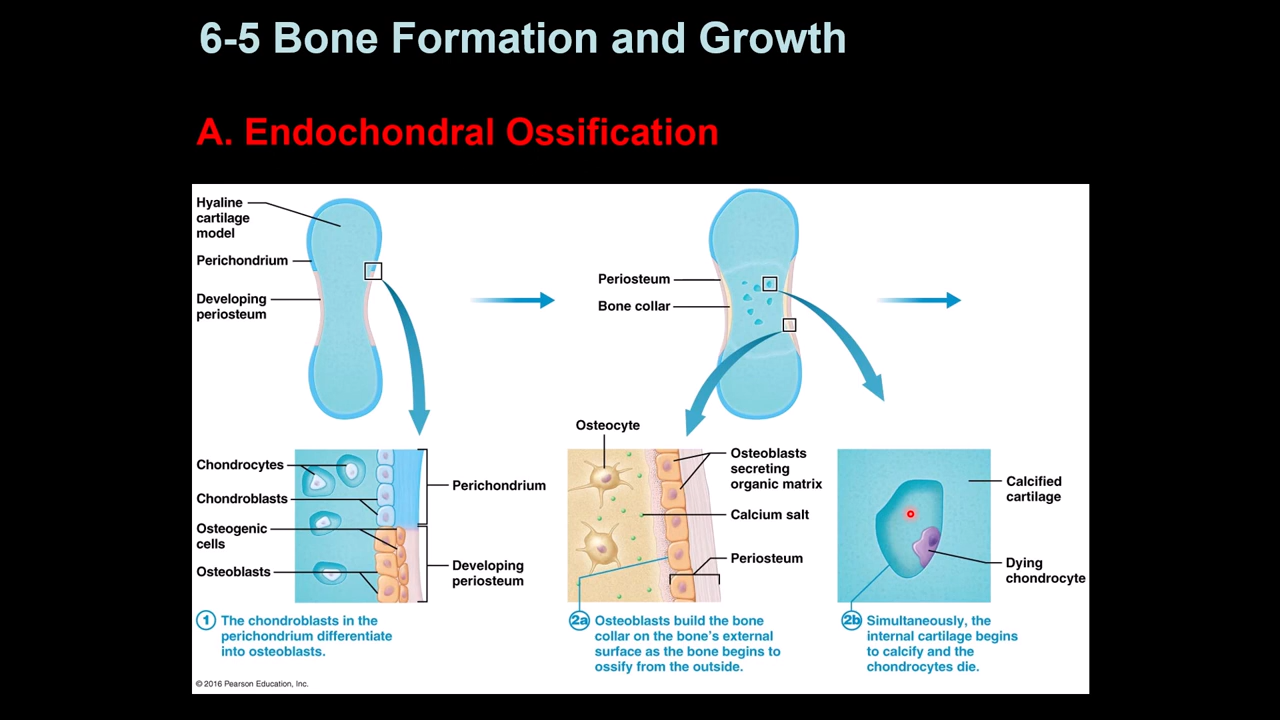 6-5 Bone Formation and Growth
A. Endochondral Ossification
Hyaline
cartilage
model
Perichondrium
Developing
periosteum
Periosteum
Bone collar
Chondrocytes
Chondroblasts
Osteogenic
cells
Osteoblasts
Perichondrium
Developing
periosteum
Osteocyte
Osteoblasts
secreting
organic matrix
Calcium salt
Periosteum
Calcified
cartilage
Dying
chondrocyte
1 The chondroblasts in the
perichondrium differentiate
into osteoblasts.
2a Osteoblasts build the bone
collar on the bone's external
surface as the bone begins to
ossify from the outside.
2b Simultaneously, the
internal cartilage begins
to calcify and the
chondrocytes die.
© 2016 Pearson Education, Inc.